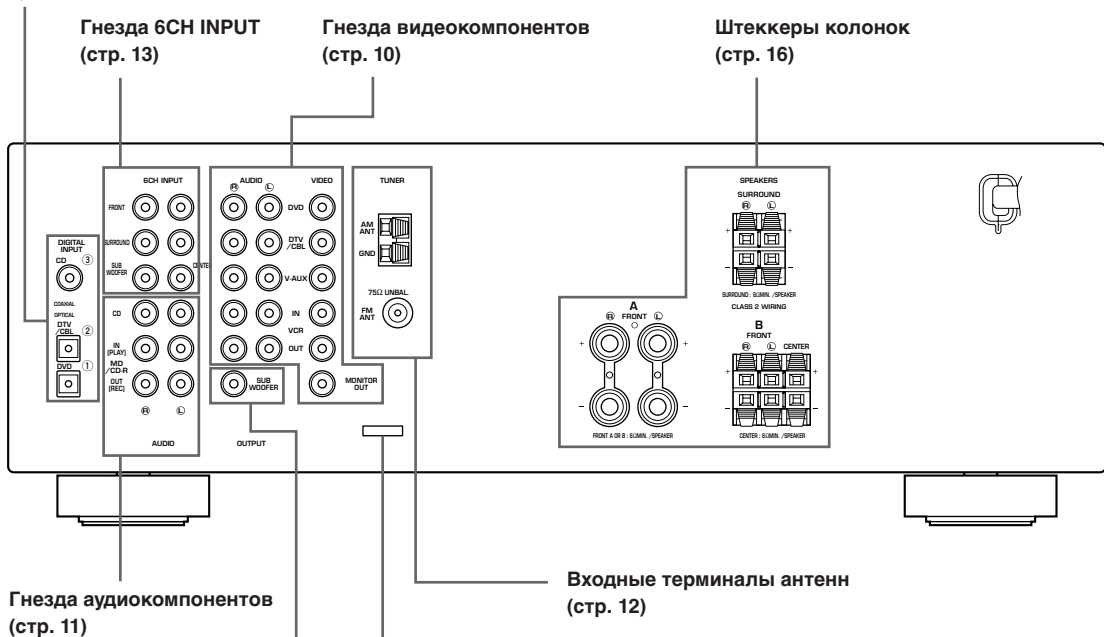 Гнезда 6CH INPUT
(стр. 13)
Гнезда видеокомпонентов
(стр. 10)
Штеккеры колонок
(стр. 16)
DIGITAL
INPUT
CD ③
COAXIAL
OPTICAL
DTV
/CBL ②
DVD ①
6CH INPUT
FRONT
SURROUND
SUB
WOOFER
CENTER
CD
IN
(PLAY)
MD
/CD-R
OUT
(REC)
Ⓡ Ⓛ
AUDIO
AUDIO VIDEO
Ⓡ Ⓛ
DVD
DTV
/CBL
V-AUX
IN
VCR
OUT
SUB
WOOFER
MONITOR
OUT
OUTPUT
TUNER
AM
ANT
GND
75Ω UNBAL.
FM
ANT
SPEAKERS
SURROUND
Ⓡ Ⓛ
+ +
– –
SURROUND : 6ΩMIN. /SPEAKER
CLASS 2 WIRING
A
Ⓡ FRONT Ⓛ
+ +
– –
FRONT A OR B : 6ΩMIN. /SPEAKER
B
FRONT
Ⓡ Ⓛ CENTER
+ +
– –
CENTER : 6ΩMIN. /SPEAKER
Гнезда аудиокомпонентов
(стр. 11)
Входные терминалы антенн
(стр. 12)